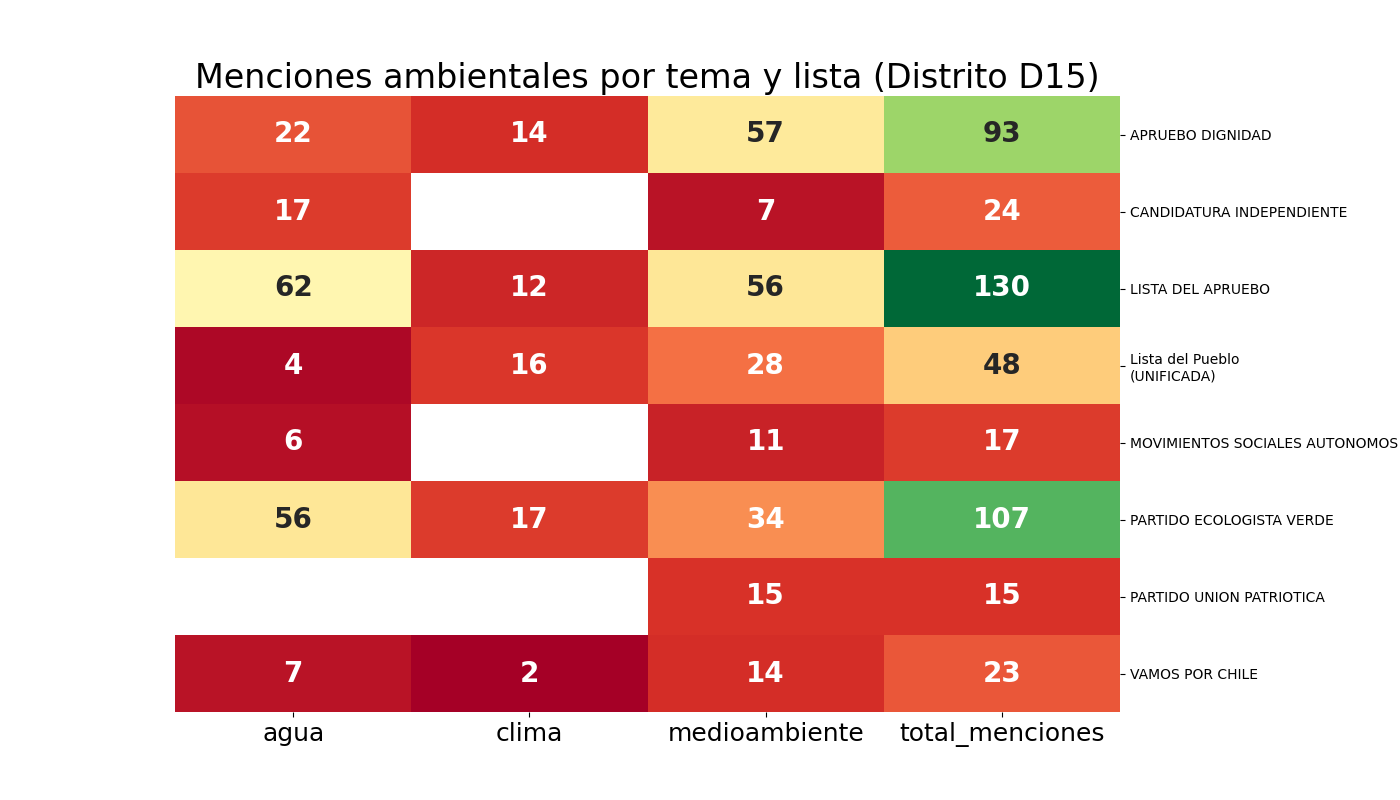 Menciones ambientales por tema y lista (Distrito D15)
22 14 57 93 APRUEBO DIGNIDAD
17 7 24 CANDIDATURA INDEPENDIENTE
62 12 56 130 LISTA DEL APRUEBO
4 16 28 48 Lista del Pueblo
(UNIFICADA)
6 11 17 MOVIMIENTOS SOCIALES AUTONOMOS
56 17 34 107 PARTIDO ECOLOGISTA VERDE
15 15 PARTIDO UNION PATRIOTICA
7 2 14 23 VAMOS POR CHILE
agua clima medioambiente total_menciones